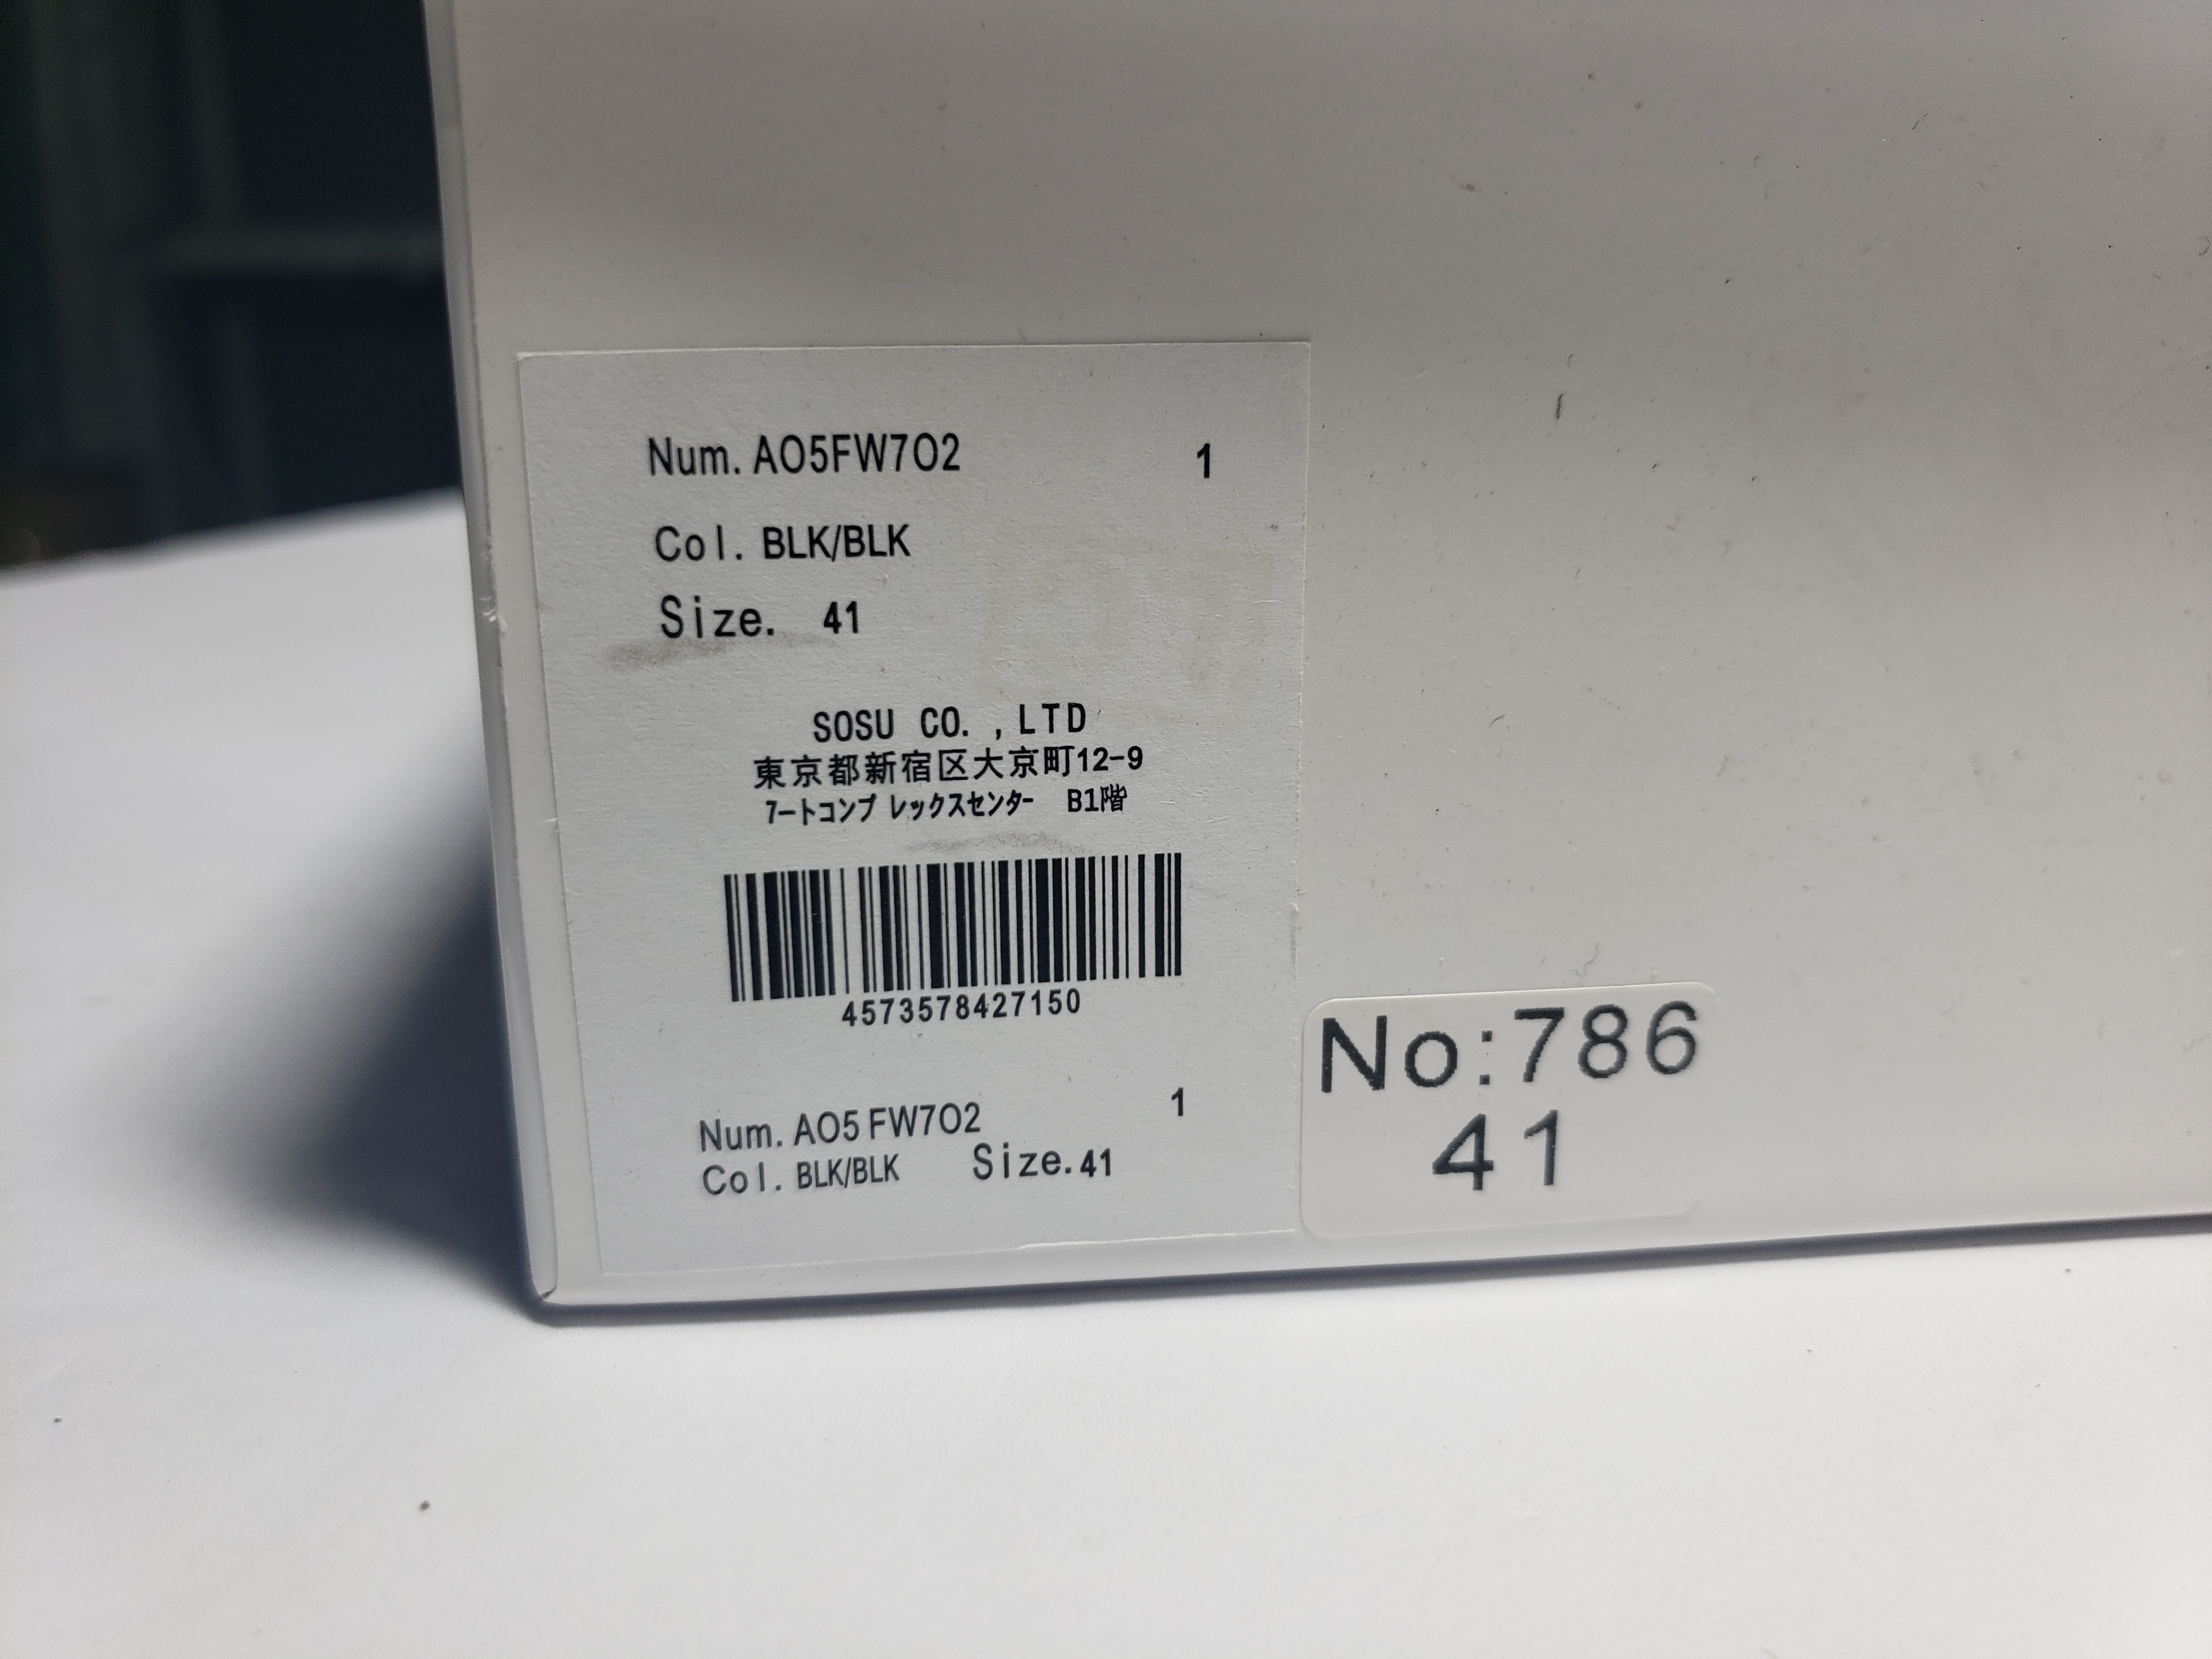 Num. AO5FW7O2 1
Col. BLK/BLK
Size. 41
SOSU CO. ,LTD
東京都新宿区大京町12-9
7ートコンプ レックスセンター B1階
4573578427150
Num. AO5 FW7O2 1
Col. BLK/BLK Size.41
No:786
41